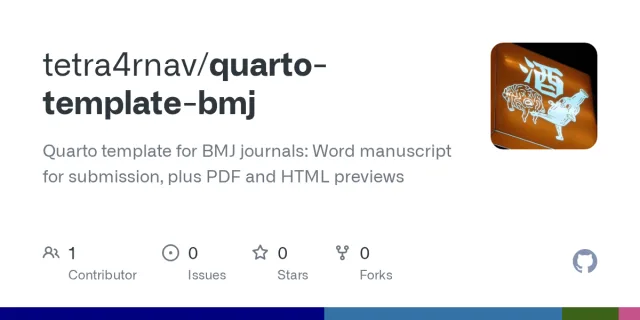 tetra4rnav/quarto-
template-bmj
酒
Quarto template for BMJ journals: Word manuscript
for submission, plus PDF and HTML previews
1
Contributor
0
Issues
0
Stars
0
Forks